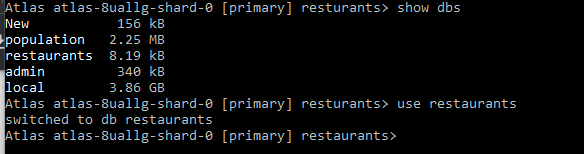 Atlas atlas-8uallg-shard-0 [primary] resturants> show dbs
New 156 kB
population 2.25 MB
restaurants 8.19 kB
admin 340 kB
local 3.86 GB
Atlas atlas-8uallg-shard-0 [primary] resturants> use restaurants
switched to db restaurants
Atlas atlas-8uallg-shard-0 [primary] restaurants>